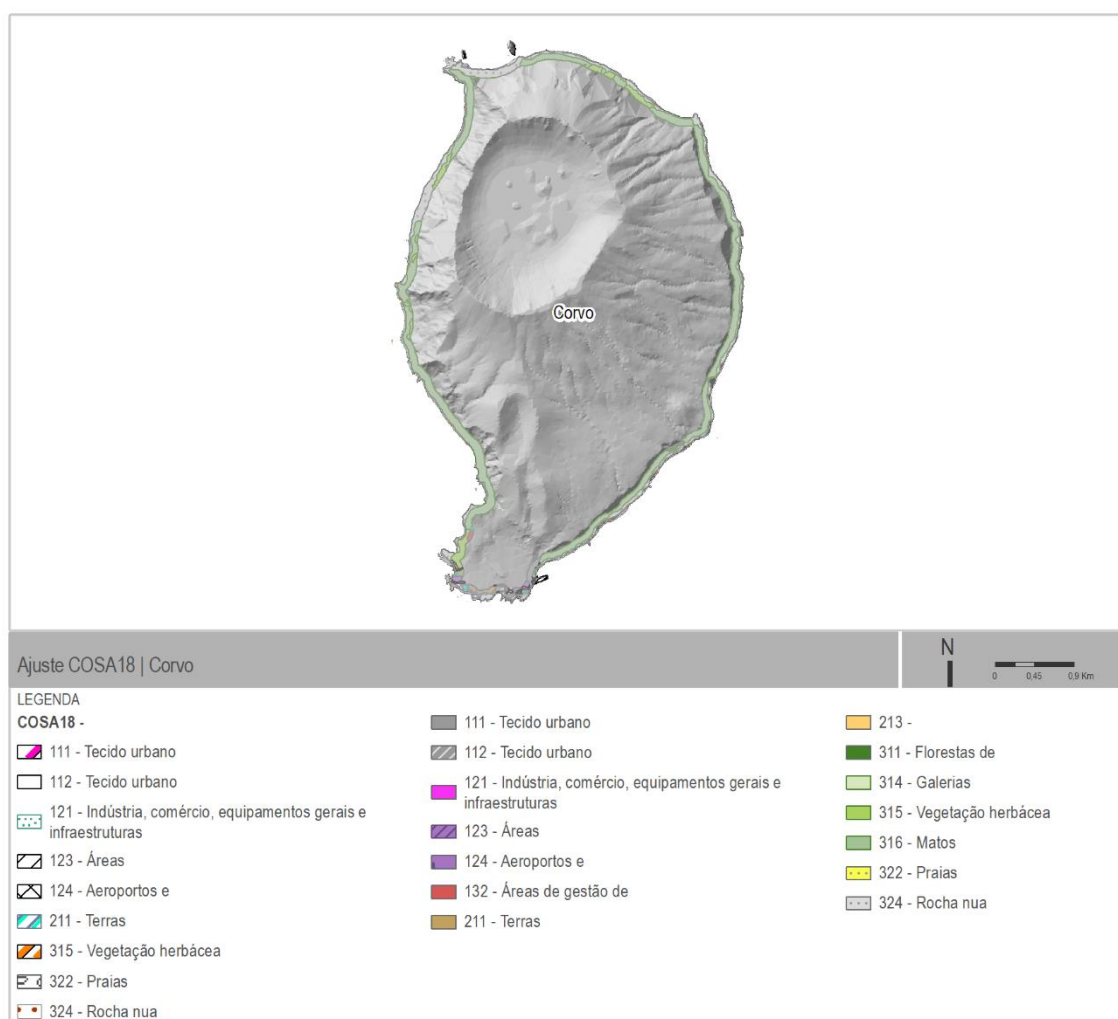 Corvo
Ajuste COSA18 | Corvo
N
0 0,45 0,9 Km
LEGENDA
COSA18 -
111 - Tecido urbano
112 - Tecido urbano
121 - Indústria, comércio, equipamentos gerais e
infraestruturas
123 - Áreas
124 - Aeroportos e
211 - Terras
315 - Vegetação herbácea
322 - Praias
324 - Rocha nua
111 - Tecido urbano
112 - Tecido urbano
121 - Indústria, comércio, equipamentos gerais e
infraestruturas
123 - Áreas
124 - Aeroportos e
132 - Áreas de gestão de
211 - Terras
213 -
311 - Florestas de
314 - Galerias
315 - Vegetação herbácea
316 - Matos
322 - Praias
324 - Rocha nua